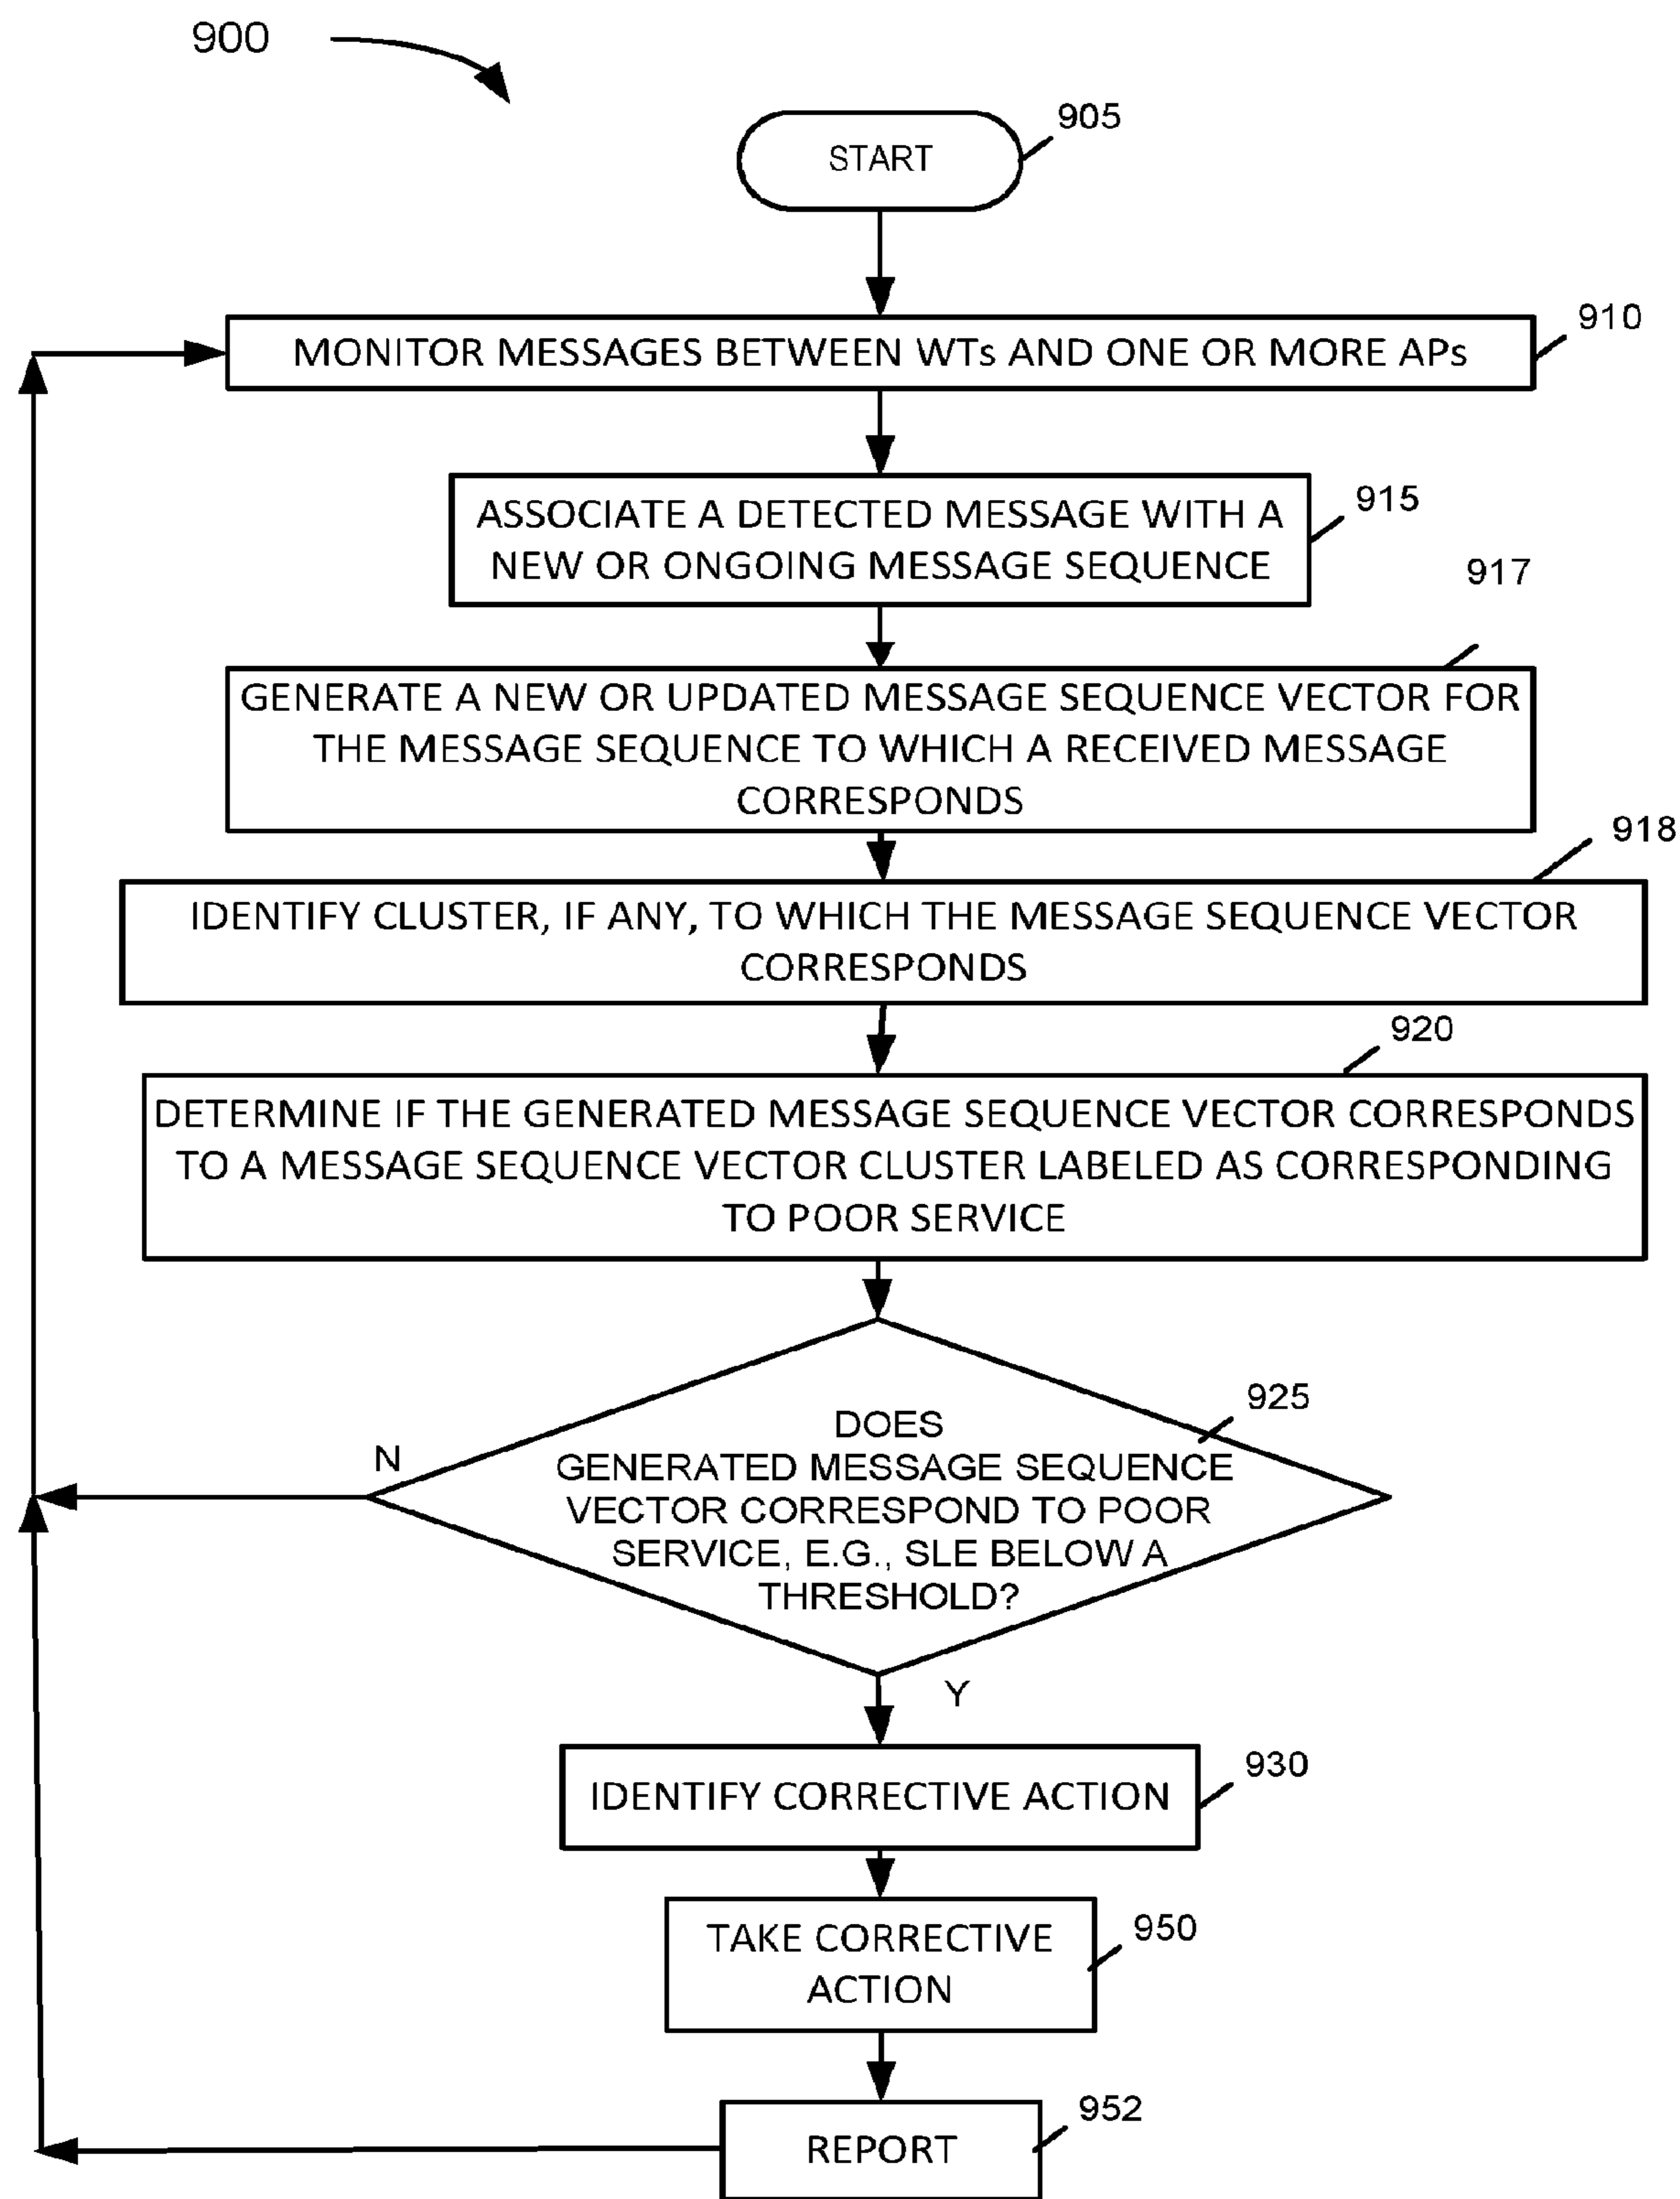 900
905
START
910
MONITOR MESSAGES BETWEEN WTs AND ONE OR MORE APs
915
ASSOCIATE A DETECTED MESSAGE WITH A
NEW OR ONGOING MESSAGE SEQUENCE
917
GENERATE A NEW OR UPDATED MESSAGE SEQUENCE VECTOR FOR
THE MESSAGE SEQUENCE TO WHICH A RECEIVED MESSAGE
CORRESPONDS
918
IDENTIFY CLUSTER, IF ANY, TO WHICH THE MESSAGE SEQUENCE VECTOR
CORRESPONDS
920
DETERMINE IF THE GENERATED MESSAGE SEQUENCE VECTOR CORRESPONDS
TO A MESSAGE SEQUENCE VECTOR CLUSTER LABELED AS CORRESPONDING
TO POOR SERVICE
925
N
DOES
GENERATED MESSAGE SEQUENCE
VECTOR CORRESPOND TO POOR
SERVICE, E.G., SLE BELOW A
THRESHOLD?
Y
930
IDENTIFY CORRECTIVE ACTION
950
TAKE CORRECTIVE
ACTION
952
REPORT